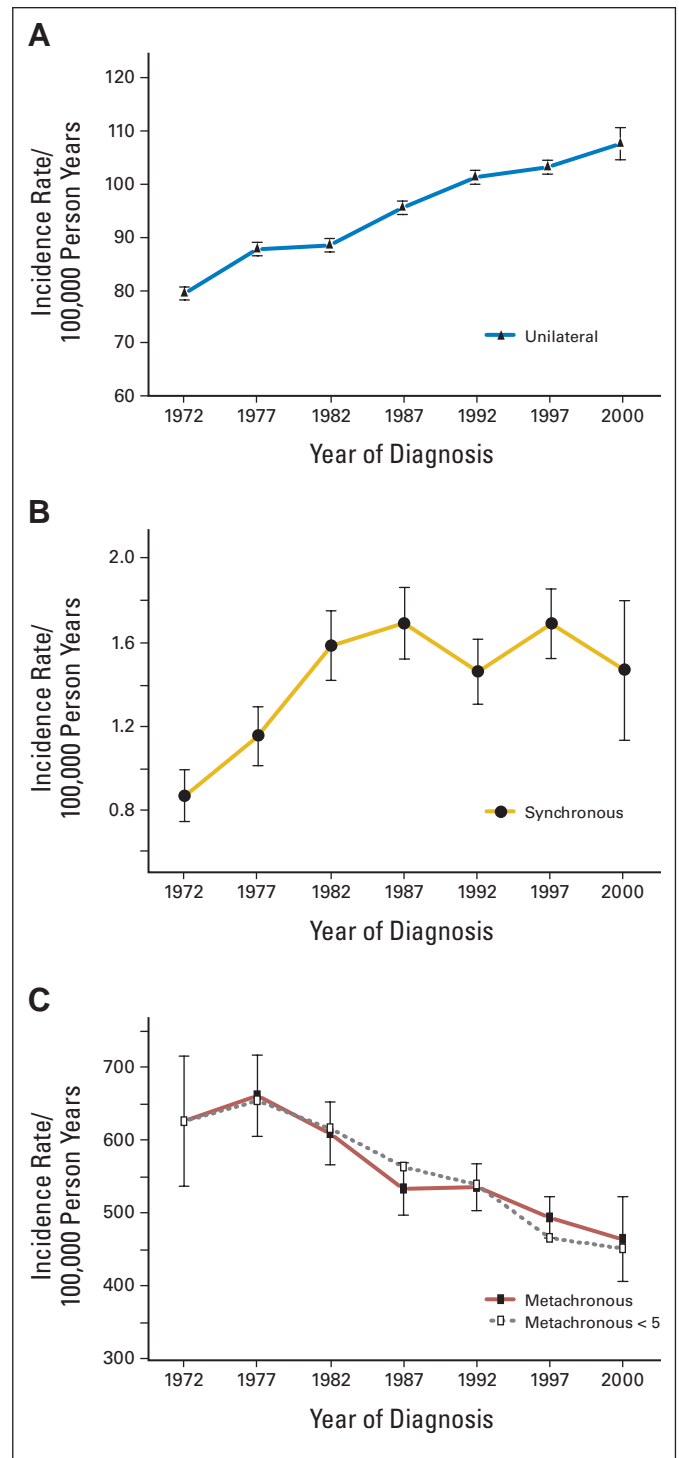 A
Incidence Rate/
100,000 Person Years
120
110
100
90
80
70
60
1972 1977 1982 1987 1992 1997 2000
Year of Diagnosis
Unilateral
B
Incidence Rate/
100,000 Person Years
2.0
1.6
1.2
0.8
1972 1977 1982 1987 1992 1997 2000
Year of Diagnosis
Synchronous
C
Incidence Rate/
100,000 Person Years
700
600
500
400
300
1972 1977 1982 1987 1992 1997 2000
Year of Diagnosis
Metachronous
Metachronous < 5